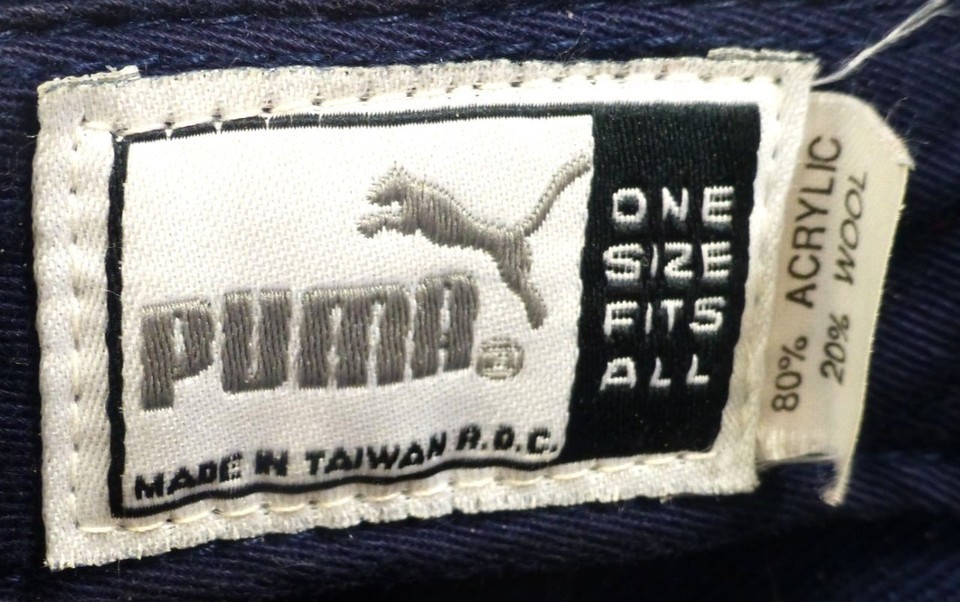 PUMA®
MADE IN TAIWAN R.O.C.
ONE
SIZE
FITS
ALL
80% ACRYLIC
20% WOOL